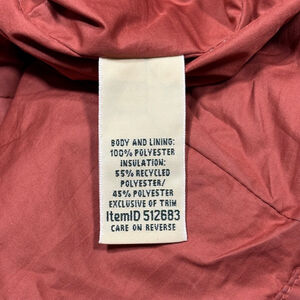 BODY AND LINING:
100% POLYESTER
INSULATION:
55% RECYCLED
POLYESTER/
45% POLYESTER
EXCLUSIVE OF TRIM
ItemID 512683
CARE ON REVERSE